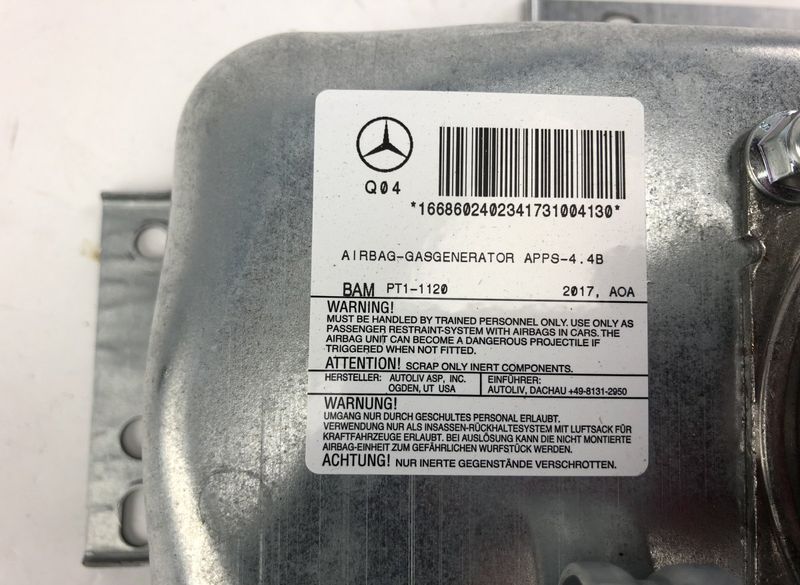 Q04
*1668602402341731004130*
AIRBAG-GASGENERATOR APPS-4.4B
BAM PT1-1120 2017, AOA
WARNING!
MUST BE HANDLED BY TRAINED PERSONNEL ONLY. USE ONLY AS
PASSENGER RESTRAINT-SYSTEM WITH AIRBAGS IN CARS. THE
AIRBAG UNIT CAN BECOME A DANGEROUS PROJECTILE IF
TRIGGERED WHEN NOT FITTED.
ATTENTION! SCRAP ONLY INERT COMPONENTS.
HERSTELLER: AUTOLIV ASP, INC.
OGDEN, UT USA
EINFÜHRER:
AUTOLIV, DACHAU +49-8131-2950
WARNUNG!
UMGANG NUR DURCH GESCHULTES PERSONAL ERLAUBT.
VERWENDUNG NUR ALS INSASSEN-RÜCKHALTESYSTEM MIT LUFTSACK FÜR
KRAFTFAHRZEUGE ERLAUBT. BEI AUSLÖSUNG KANN DIE NICHT MONTIERTE
AIRBAG-EINHEIT ZUM GEFÄHRLICHEN WURFSTÜCK WERDEN.
ACHTUNG! NUR INERTE GEGENSTÄNDE VERSCHROTTEN.